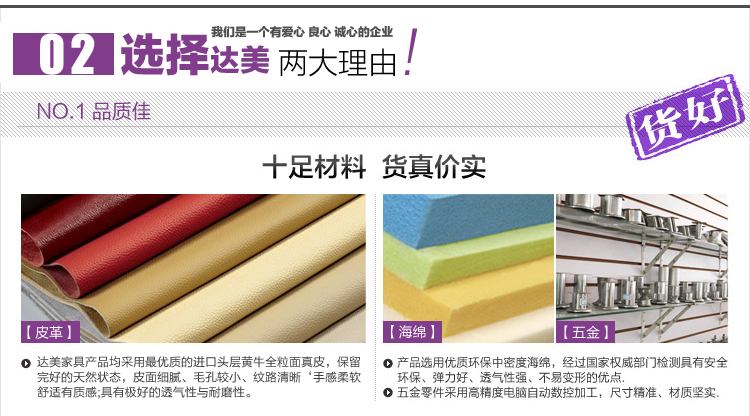 我们是一个有爱心 良心 诚心的企业
02 选择达美 两大理由！
NO.1 品质佳
货好
十足材料 货真价实
【皮革】
【海绵】
【五金】
达美家具产品均采用最优质的进口头层黄牛全粒面真皮，保留
完好的天然状态，皮面细腻、毛孔较小、纹路清晰‘手感柔软
舒适有质感;具有极好的透气性与耐磨性。
产品选用优质环保中密度海绵，经过国家权威部门检测具有安全
环保、弹力好、透气性强、不易变形的优点.
五金零件采用高精度电脑自动数控加工，尺寸精准、材质坚实.